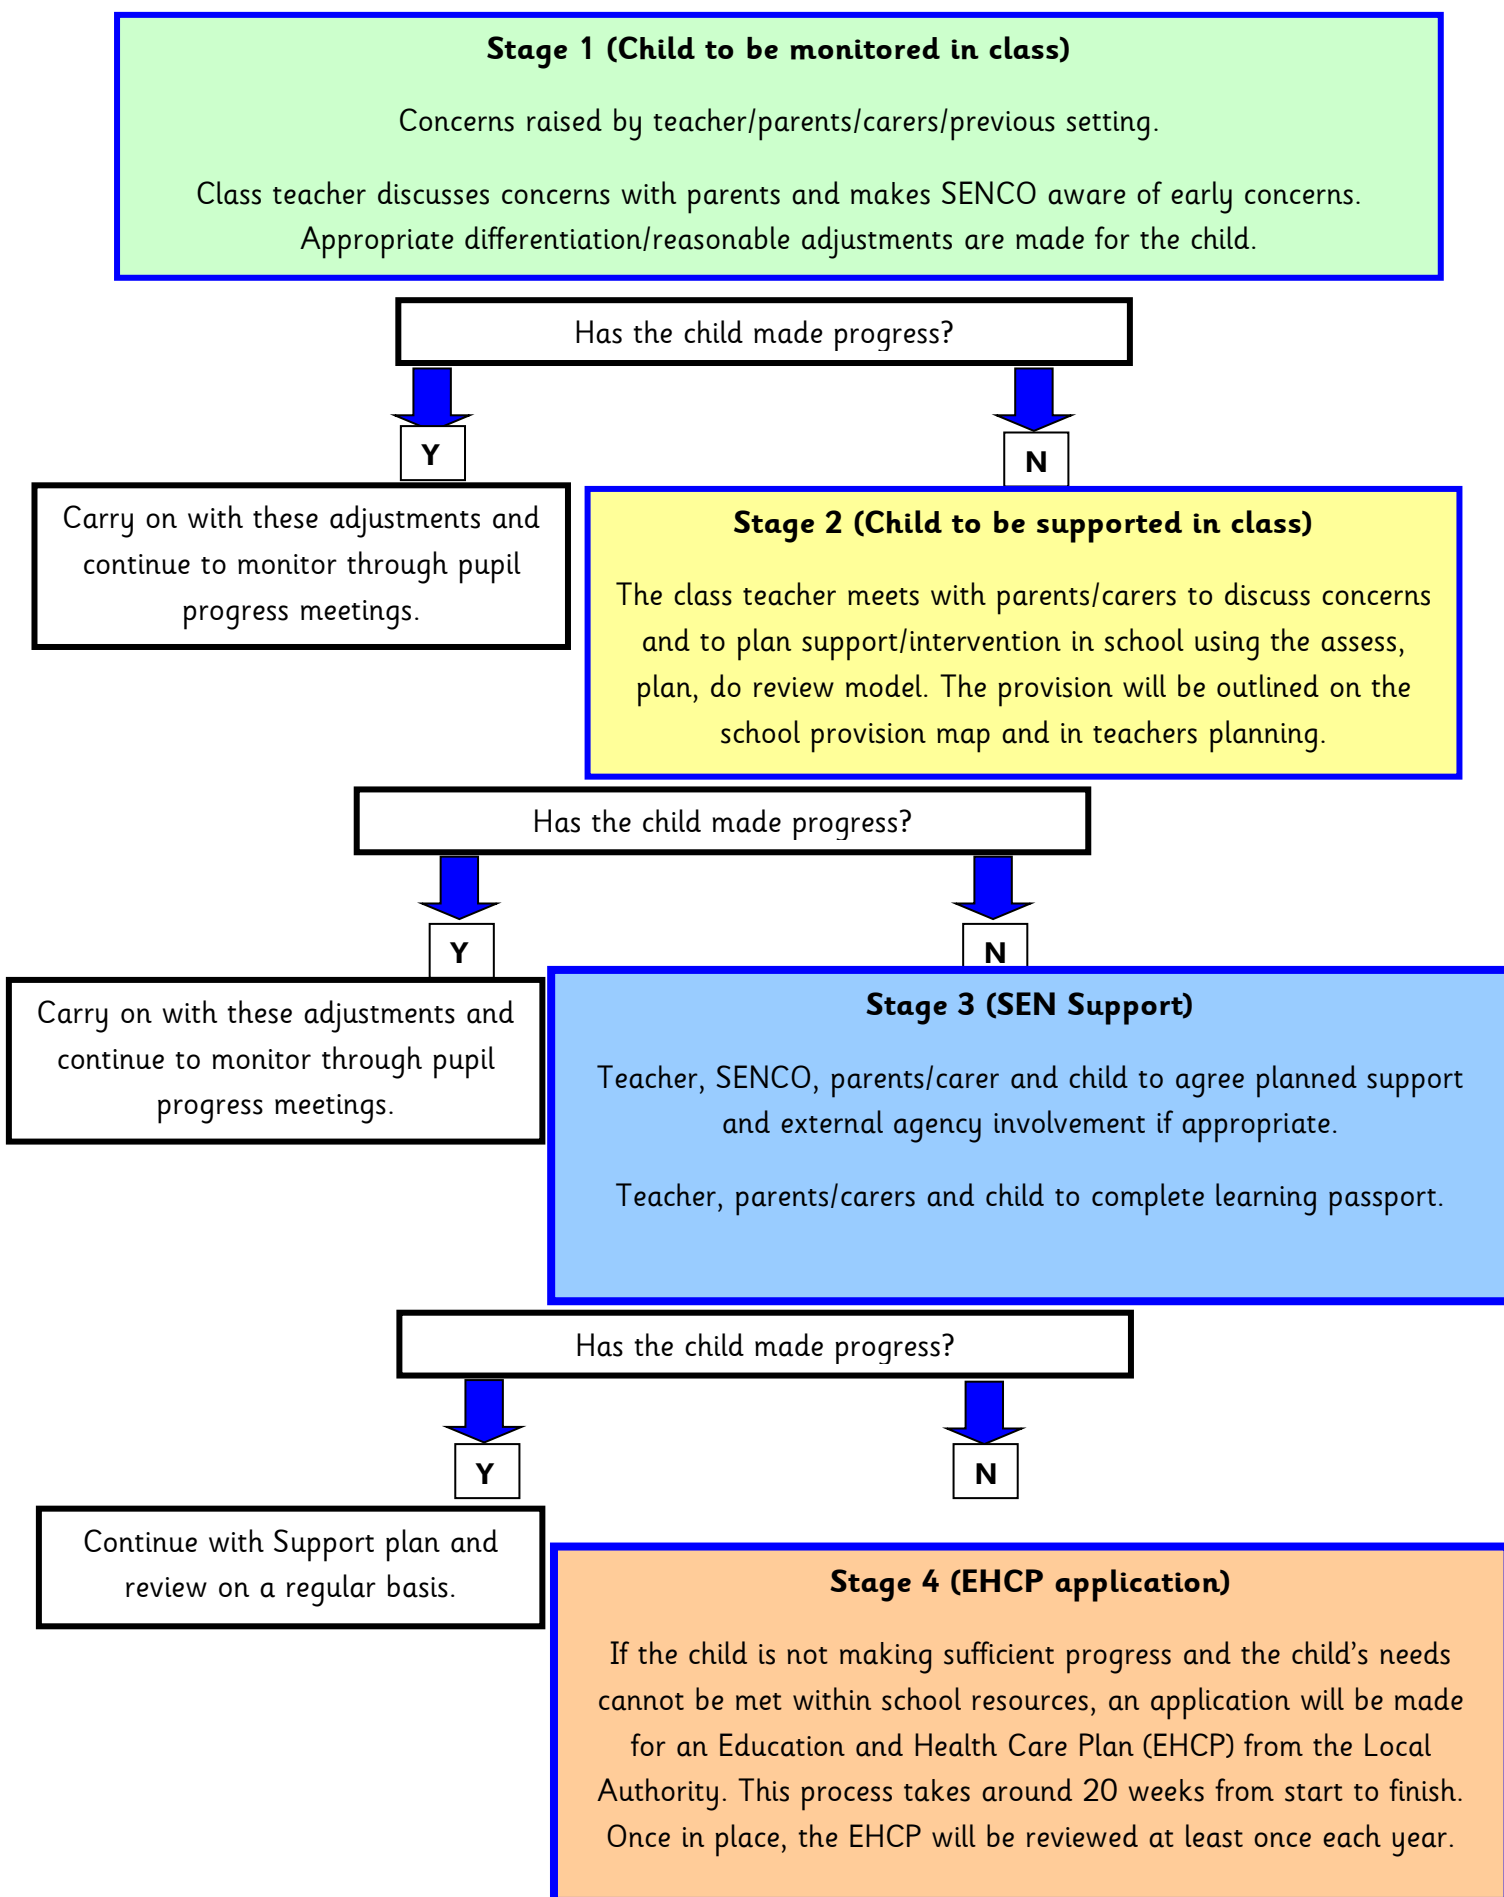 Stage 1 (Child to be monitored in class)
Concerns raised by teacher/parents/carers/previous setting.
Class teacher discusses concerns with parents and makes SENCO aware of early concerns.
Appropriate differentiation/reasonable adjustments are made for the child.
Has the child made progress?
Y
N
Carry on with these adjustments and
continue to monitor through pupil
progress meetings.
Stage 2 (Child to be supported in class)
The class teacher meets with parents/carers to discuss concerns
and to plan support/intervention in school using the assess,
plan, do review model. The provision will be outlined on the
school provision map and in teachers planning.
Has the child made progress?
Y
N
Carry on with these adjustments and
continue to monitor through pupil
progress meetings.
Stage 3 (SEN Support)
Teacher, SENCO, parents/carer and child to agree planned support
and external agency involvement if appropriate.
Teacher, parents/carers and child to complete learning passport.
Has the child made progress?
Y
N
Continue with Support plan and
review on a regular basis.
Stage 4 (EHCP application)
If the child is not making sufficient progress and the child’s needs
cannot be met within school resources, an application will be made
for an Education and Health Care Plan (EHCP) from the Local
Authority. This process takes around 20 weeks from start to finish.
Once in place, the EHCP will be reviewed at least once each year.